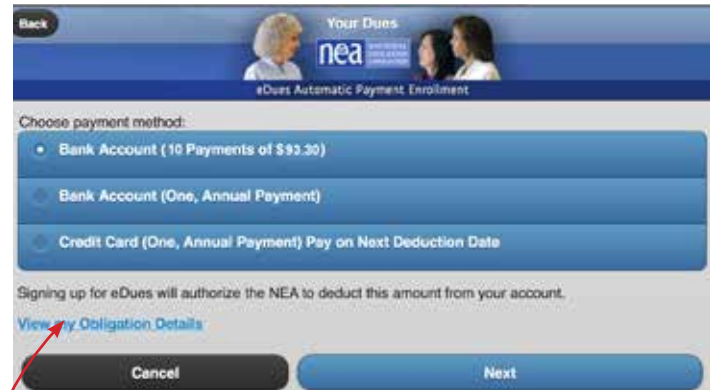 Back
Your Dues
nea
eDues Automatic Payment Enrollment
Choose payment method:
Bank Account (10 Payments of $93.30)
Bank Account (One, Annual Payment)
Credit Card (One, Annual Payment) Pay on Next Deduction Date
Signing up for eDues will authorize the NEA to deduct this amount from your account.
View my Obligation Details
Cancel
Next